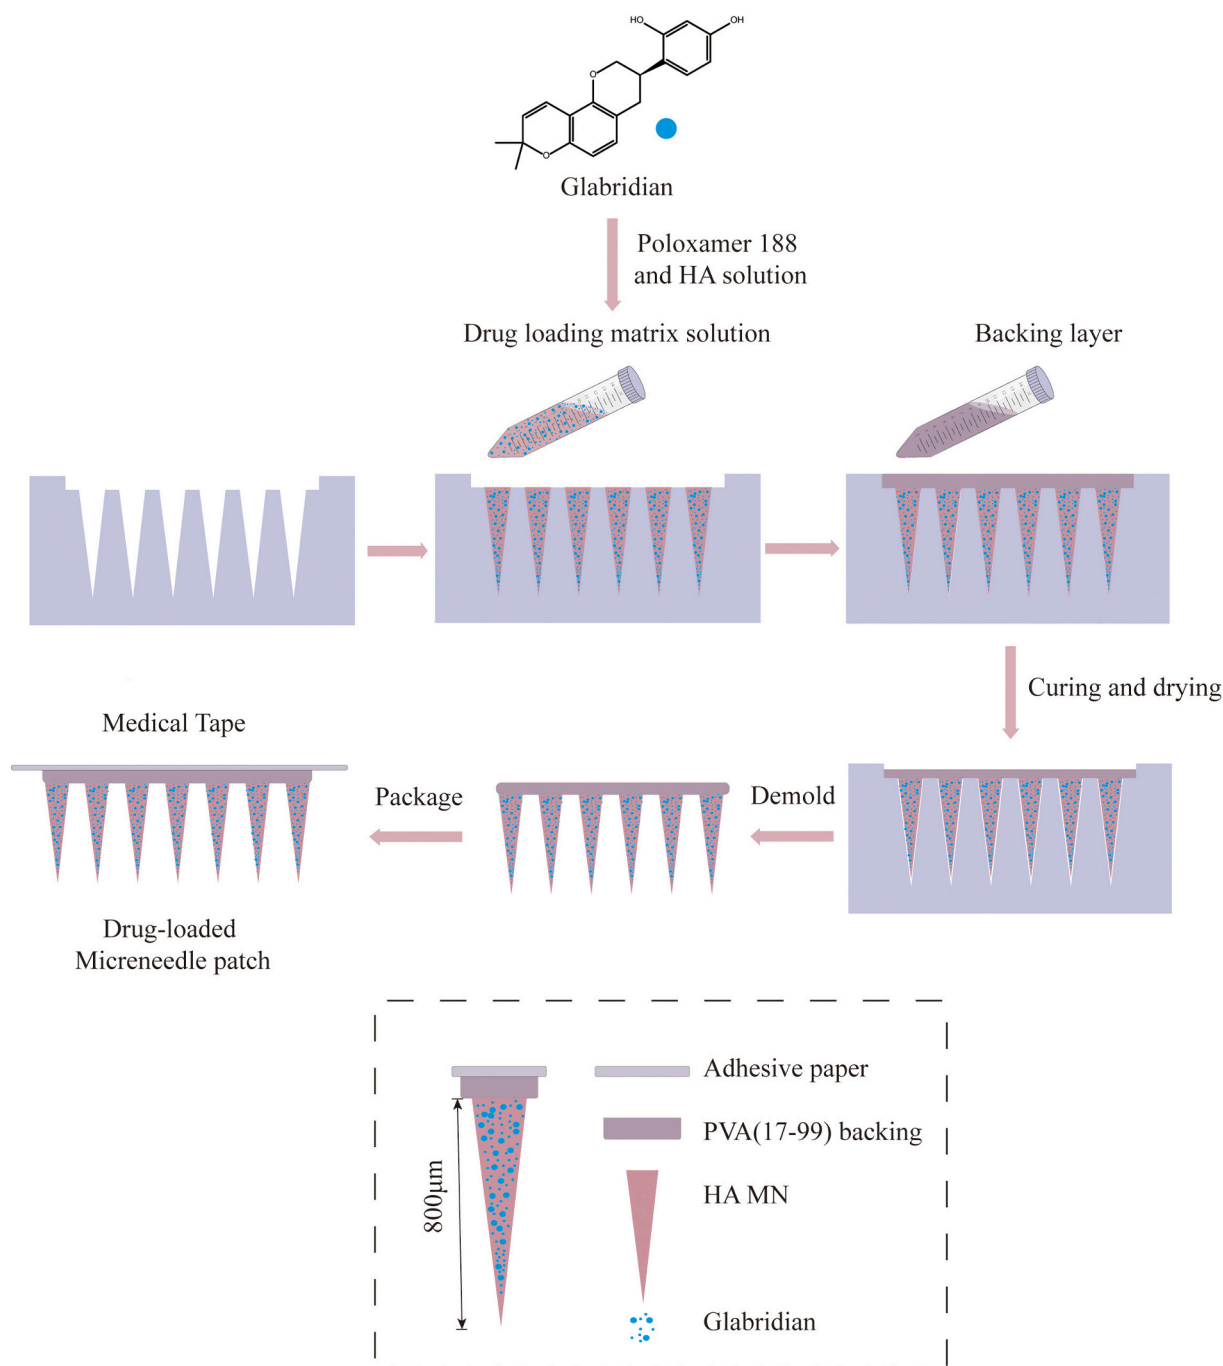 HO
OH
O
O
Glabridian
Poloxamer 188
and HA solution
Drug loading matrix solution
Backing layer
Curing and drying
Medical Tape
Package
Demold
Drug-loaded
Micreneedle patch
Adhesive paper
PVA(17-99) backing
800μm
HA MN
Glabridian